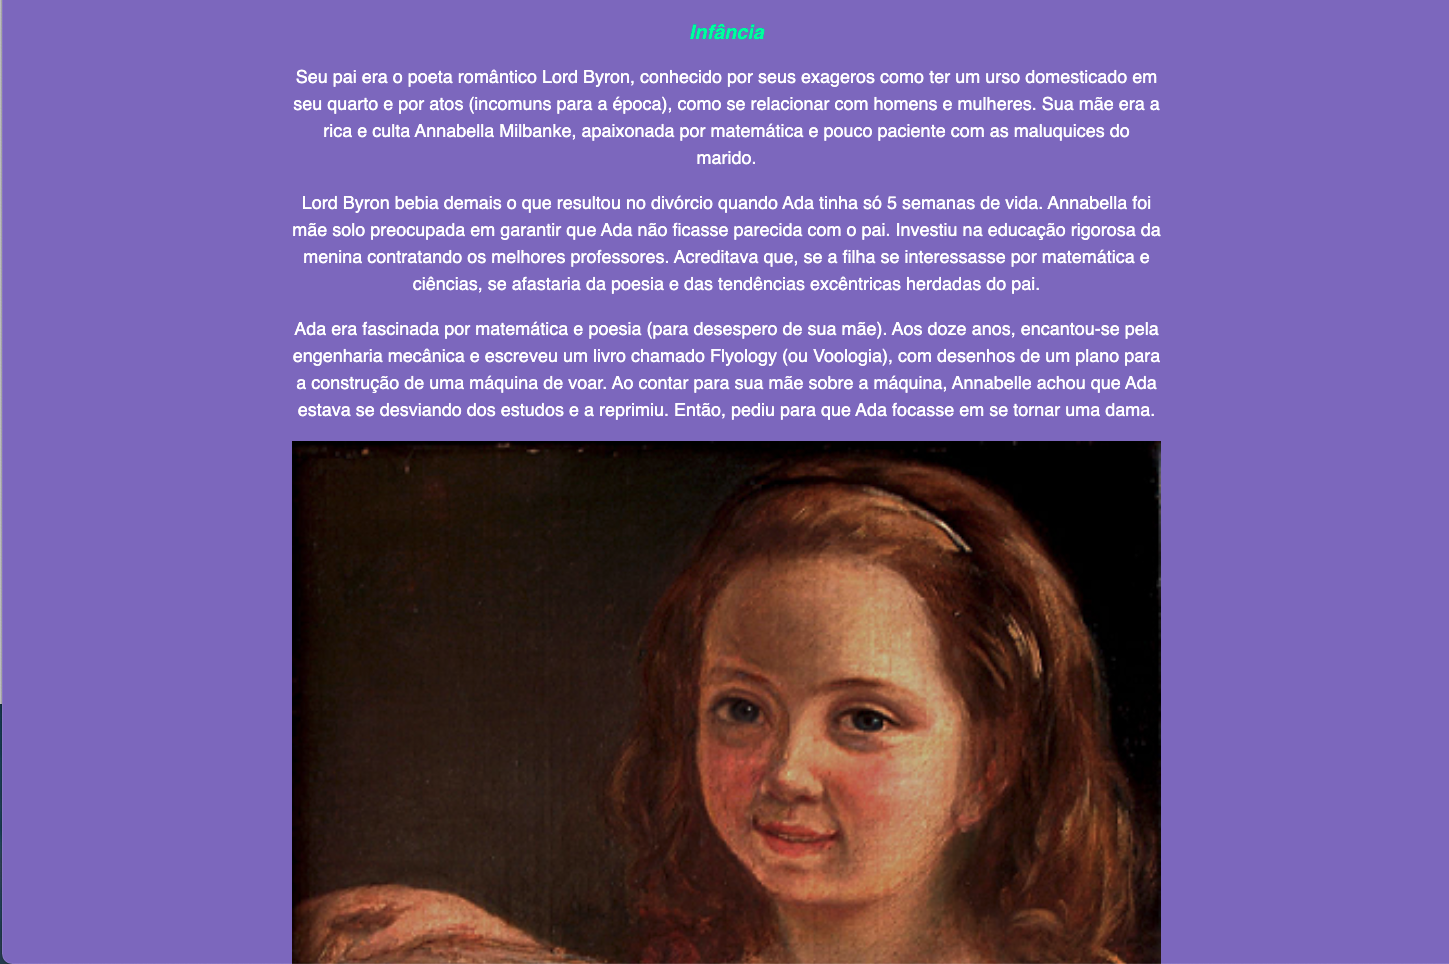 Infância
Seu pai era o poeta romântico Lord Byron, conhecido por seus exageros como ter um urso domesticado em
seu quarto e por atos (incomuns para a época), como se relacionar com homens e mulheres. Sua mãe era a
rica e culta Annabella Milbanke, apaixonada por matemática e pouco paciente com as maluquices do
marido.
Lord Byron bebia demais o que resultou no divórcio quando Ada tinha só 5 semanas de vida. Annabella foi
mãe solo preocupada em garantir que Ada não ficasse parecida com o pai. Investiu na educação rigorosa da
menina contratando os melhores professores. Acreditava que, se a filha se interessasse por matemática e
ciências, se afastaria da poesia e das tendências excêntricas herdadas do pai.
Ada era fascinada por matemática e poesia (para desespero de sua mãe). Aos doze anos, encantou-se pela
engenharia mecânica e escreveu um livro chamado Flyology (ou Voologia), com desenhos de um plano para
a construção de uma máquina de voar. Ao contar para sua mãe sobre a máquina, Annabelle achou que Ada
estava se desviando dos estudos e a reprimiu. Então, pediu para que Ada focasse em se tornar uma dama.